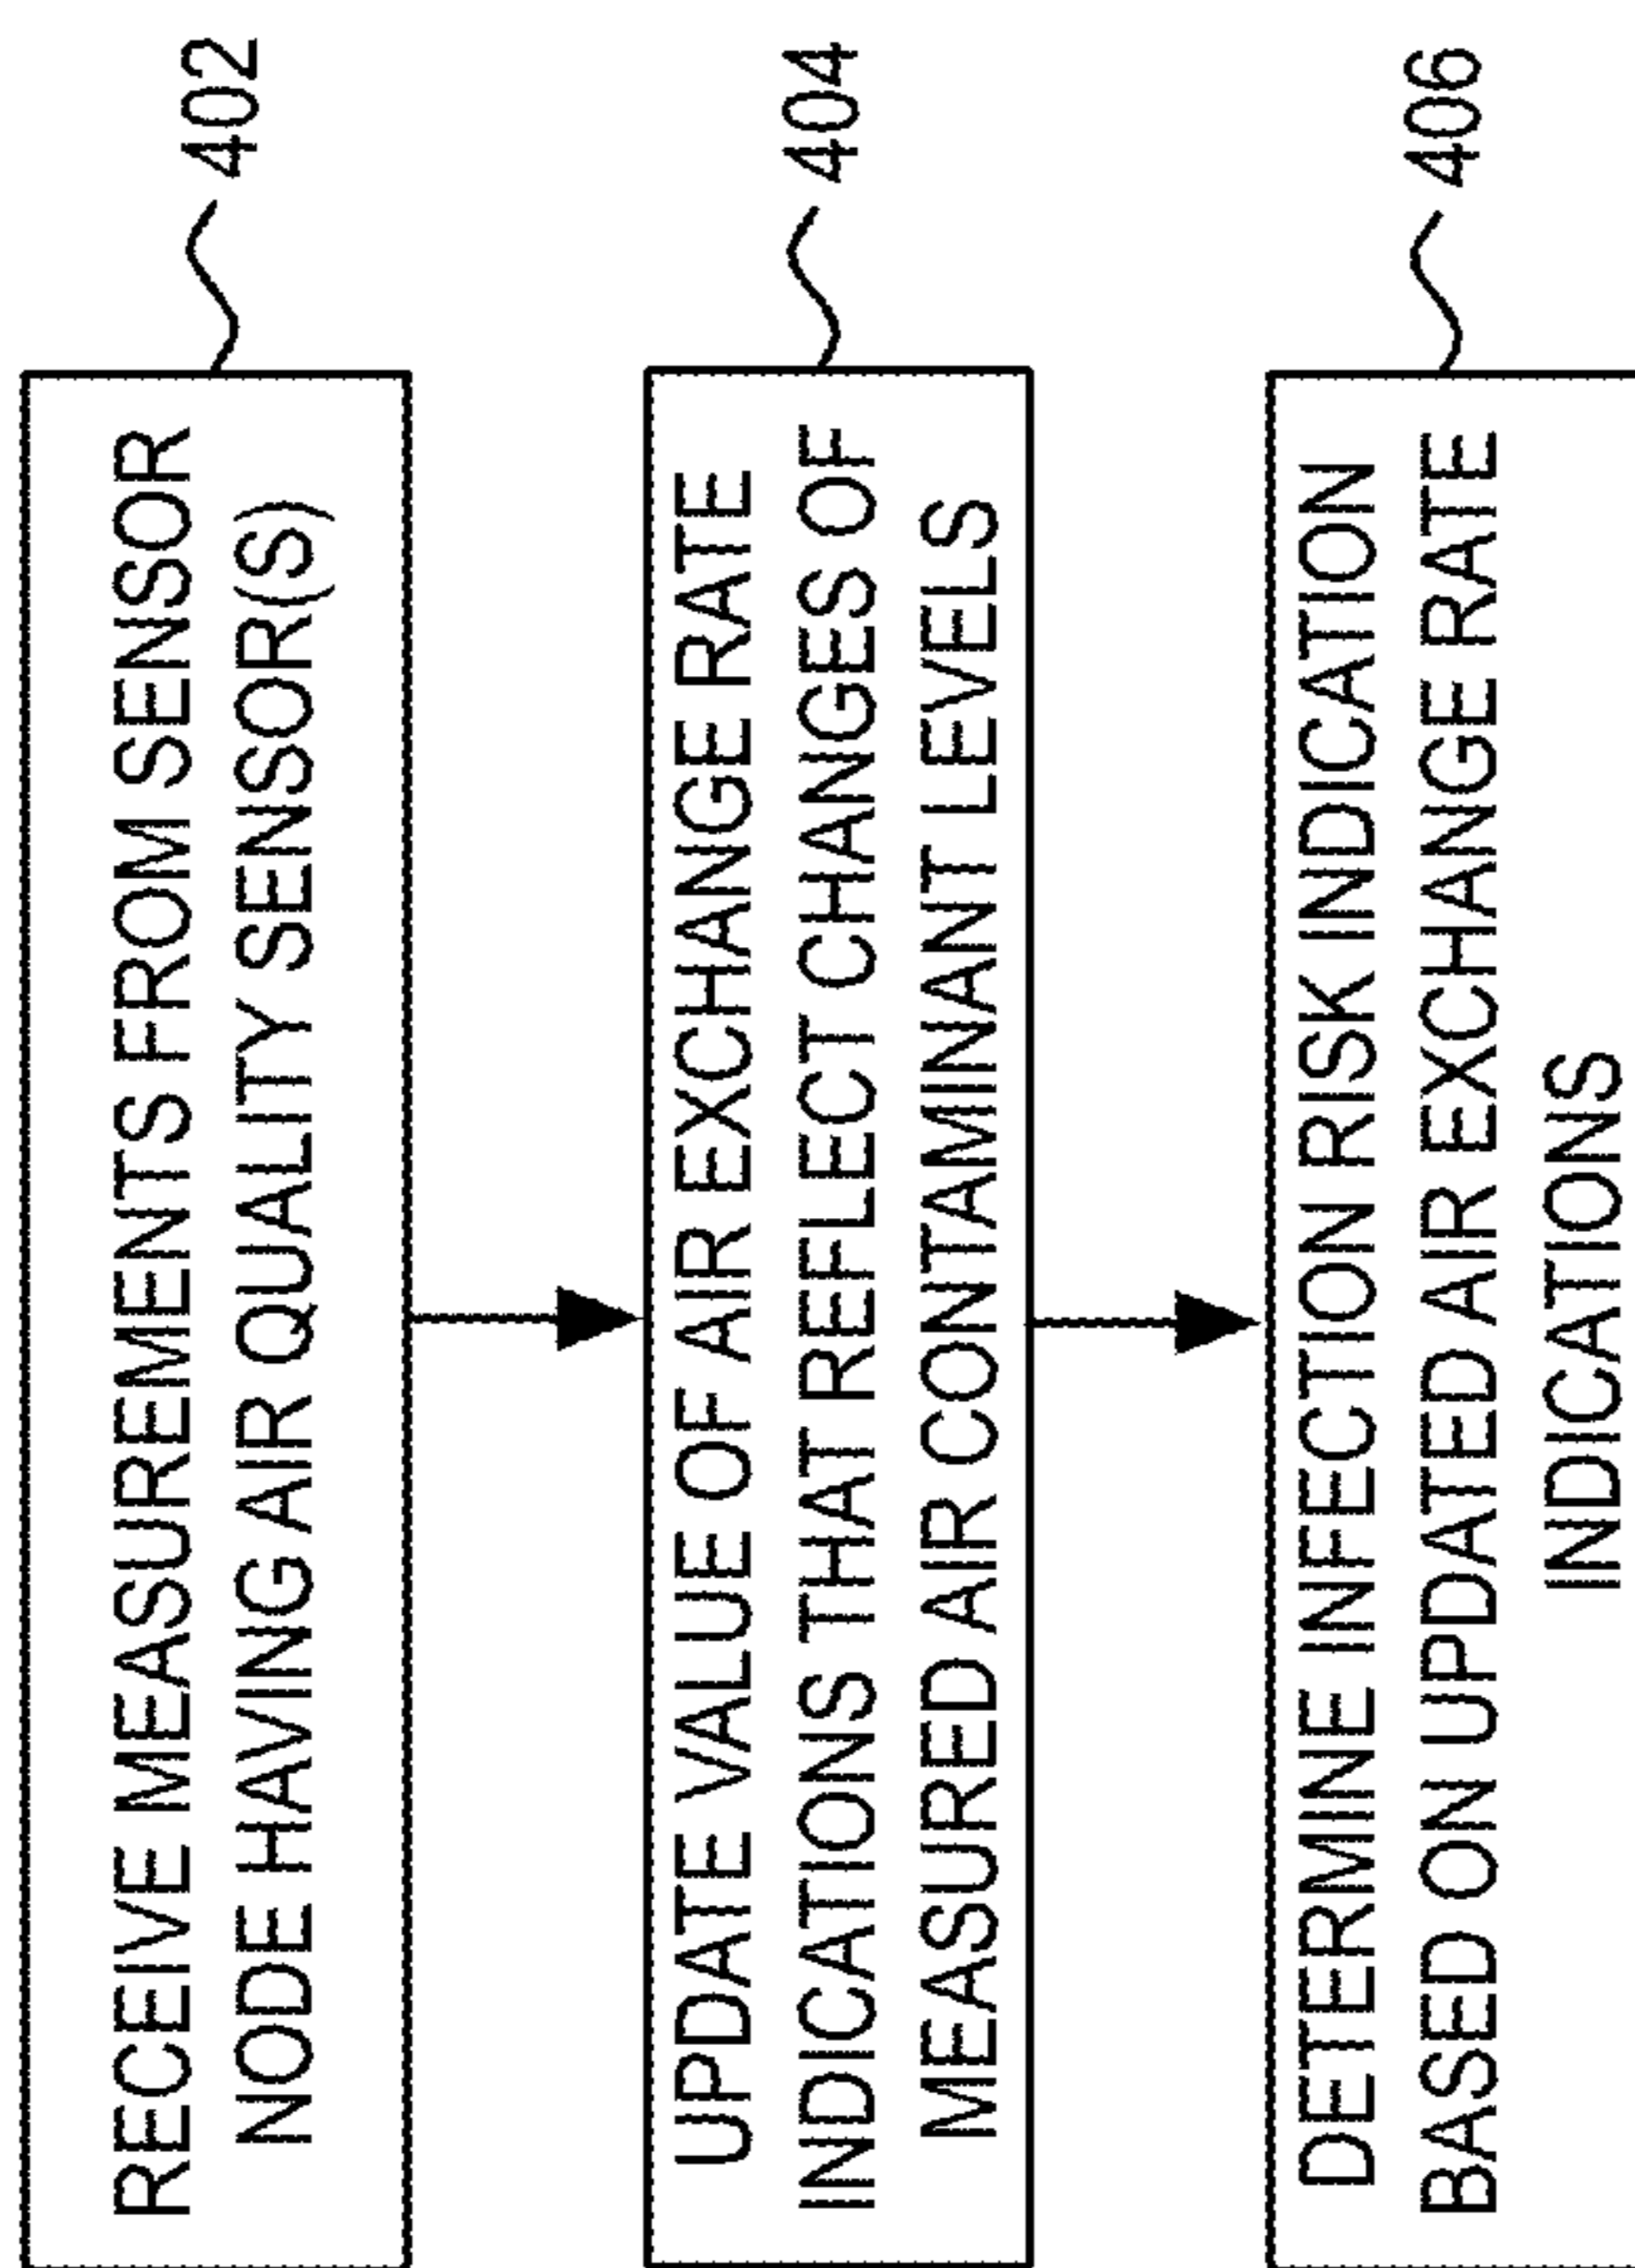 RECEIVE MEASUREMENTS FROM SENSOR
NODE HAVING AIR QUALITY SENSOR(S)
402
UPDATE VALUE OF AIR EXCHANGE RATE
INDICATIONS THAT REFLECT CHANGES OF
MEASURED AIR CONTAMINANT LEVELS
404
DETERMINE INFECTION RISK INDICATION
BASED ON UPDATED AIR EXCHANGE RATE
INDICATIONS
406